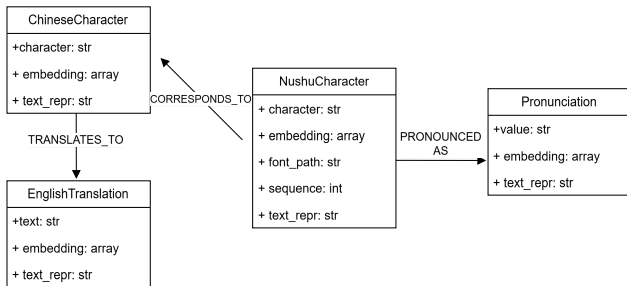 ChineseCharacter
+character: str
+ embedding: array
+ text_repr: str
TRANSLATES_TO
EnglishTranslation
+text: str
+ embedding: array
+ text_repr: str
CORRESPONDS_TO
NushuCharacter
+ character: str
+ embedding: array
+ font_path: str
+ sequence: int
+ text_repr: str
PRONOUNCED
AS
Pronunciation
+value: str
+ embedding: array
+ text_repr: str